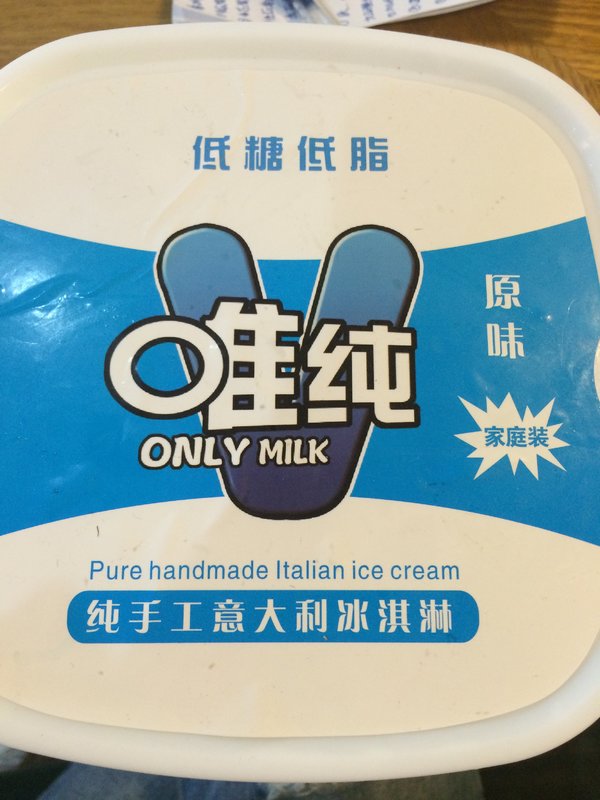 低糖低脂
唯纯
ONLY MILK
原味
家庭装
Pure handmade Italian ice cream
纯手工意大利冰淇淋